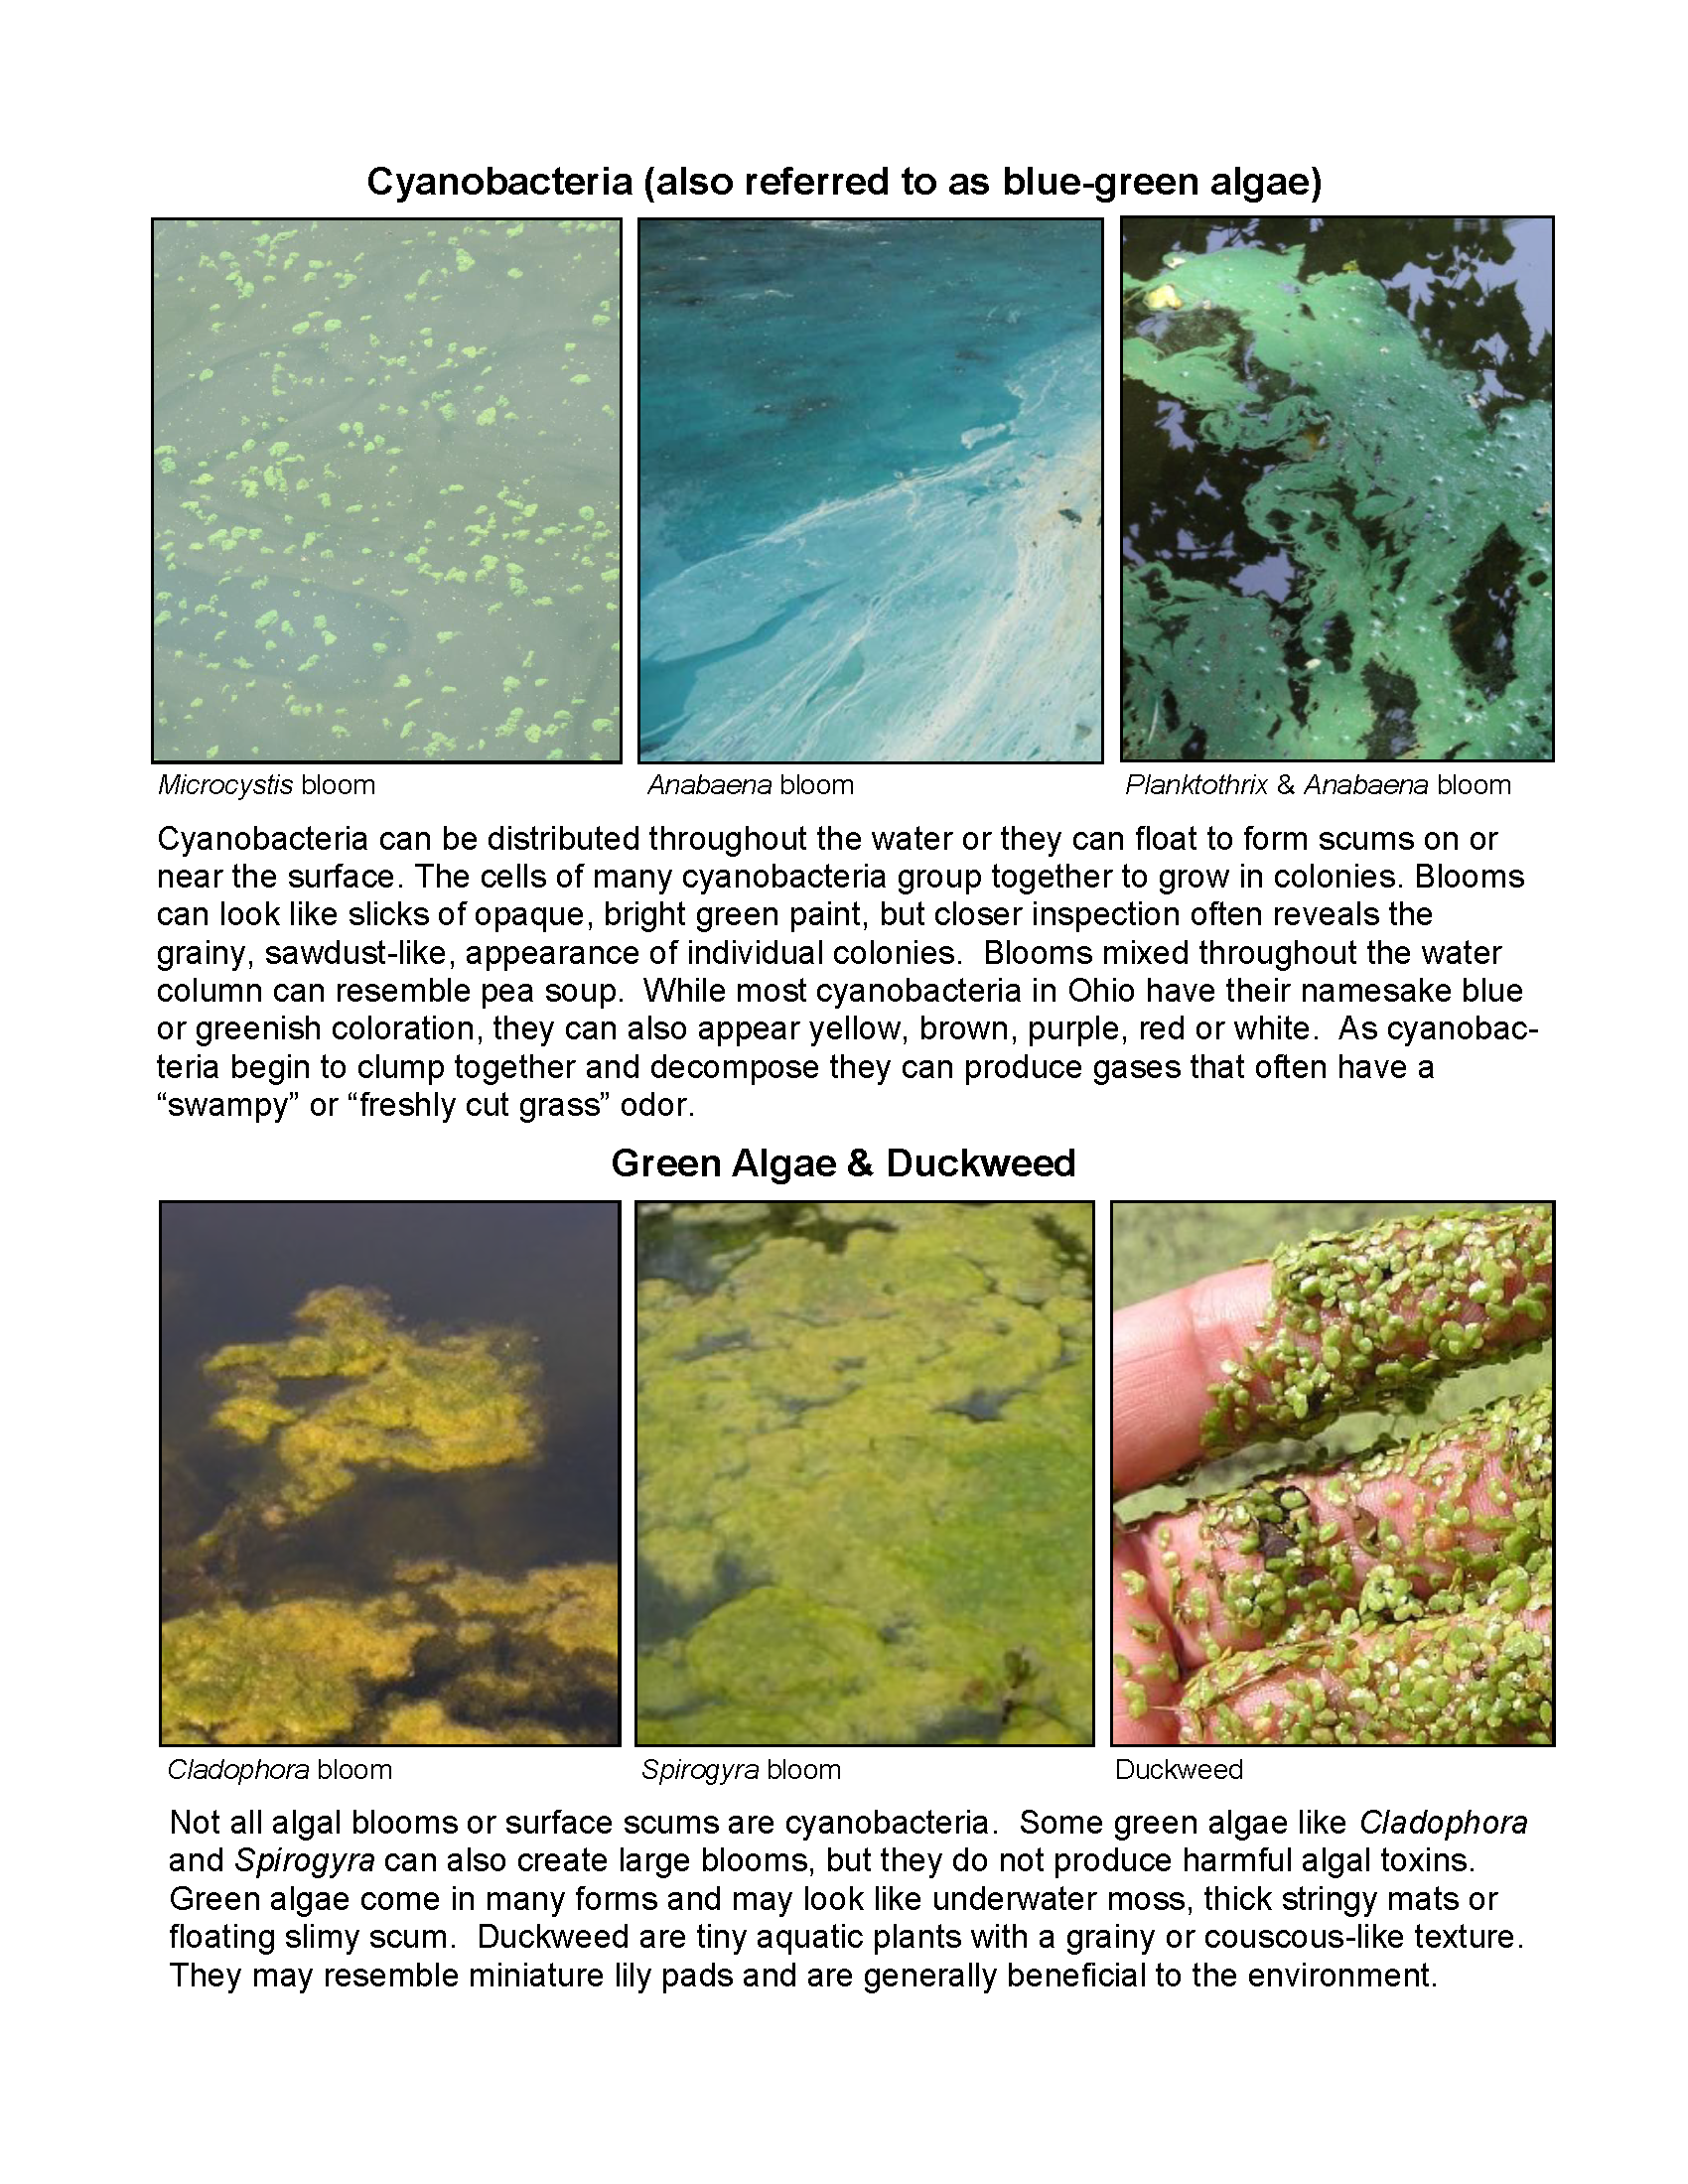 Cyanobacteria (also referred to as blue-green algae)
Microcystis bloom
Anabaena bloom
Planktothrix & Anabaena bloom
Cyanobacteria can be distributed throughout the water or they can float to form scums on or
near the surface. The cells of many cyanobacteria group together to grow in colonies. Blooms
can look like slicks of opaque, bright green paint, but closer inspection often reveals the
grainy, sawdust-like, appearance of individual colonies.  Blooms mixed throughout the water
column can resemble pea soup.  While most cyanobacteria in Ohio have their namesake blue
or greenish coloration, they can also appear yellow, brown, purple, red or white.  As cyanobac-
teria begin to clump together and decompose they can produce gases that often have a
“swampy” or “freshly cut grass” odor.
Green Algae & Duckweed
Cladophora bloom
Spirogyra bloom
Duckweed
Not all algal blooms or surface scums are cyanobacteria.  Some green algae like Cladophora
and Spirogyra can also create large blooms, but they do not produce harmful algal toxins.
Green algae come in many forms and may look like underwater moss, thick stringy mats or
floating slimy scum.  Duckweed are tiny aquatic plants with a grainy or couscous-like texture.
They may resemble miniature lily pads and are generally beneficial to the environment.